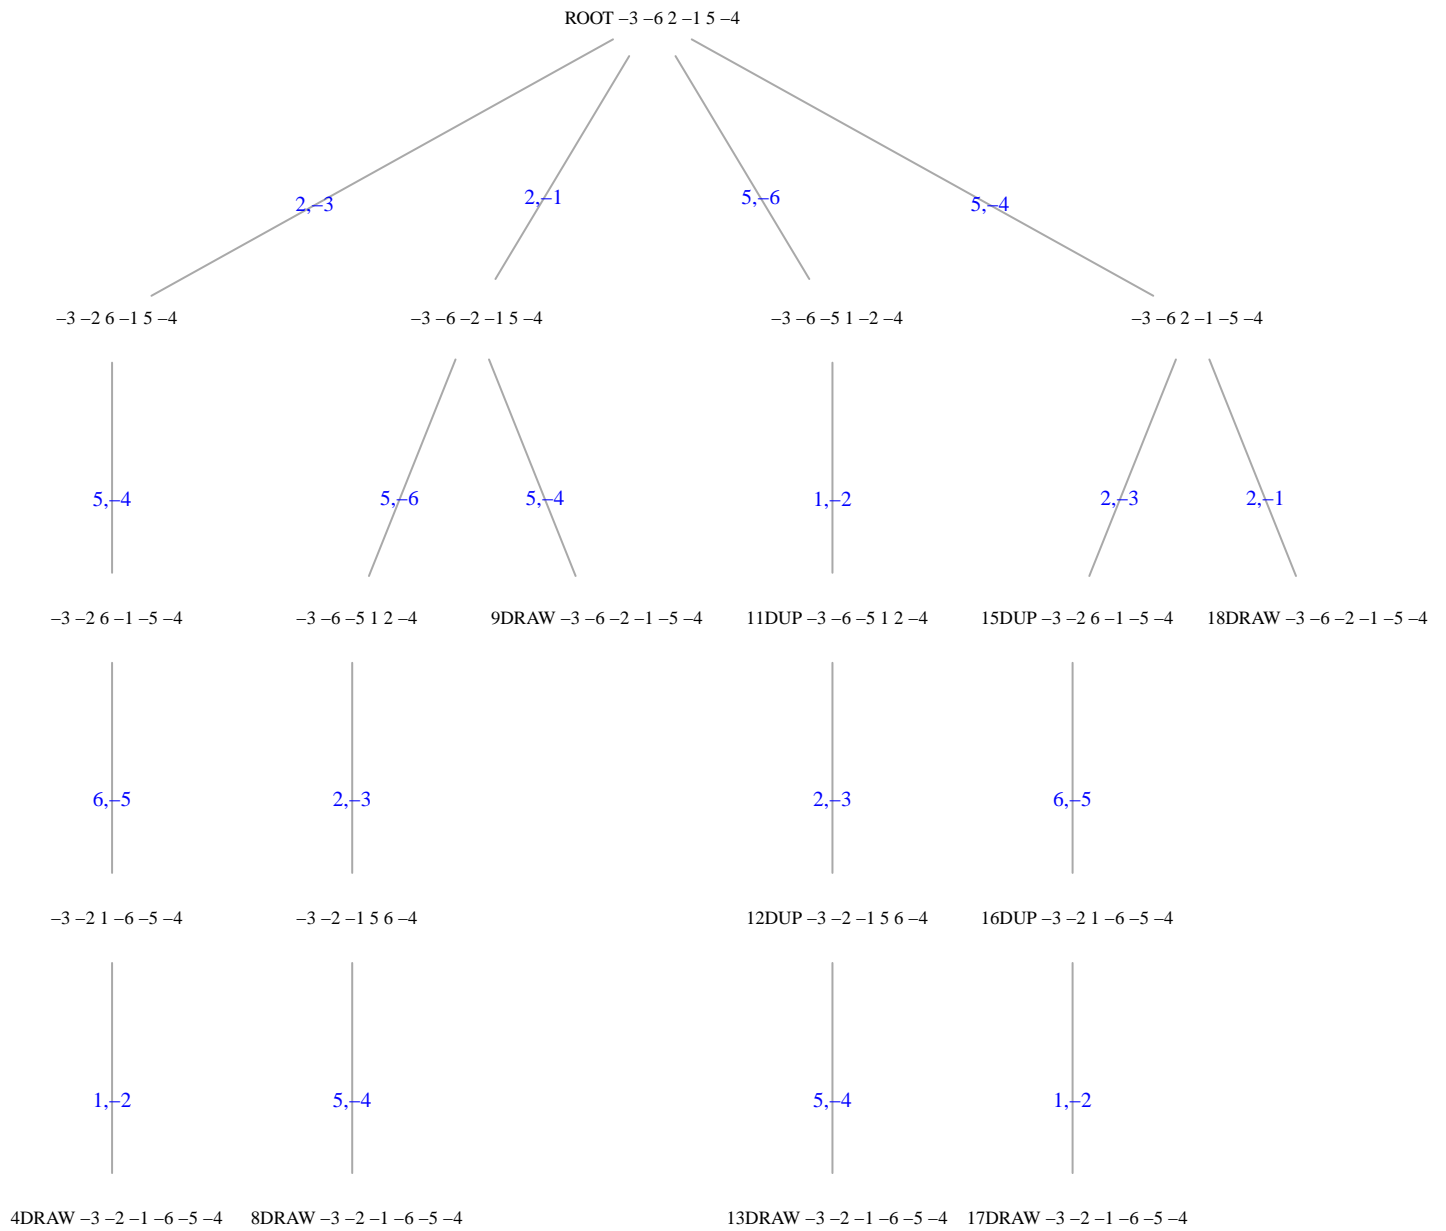 ROOT –3 –6 2 –1 5 –4
2,–3
2,–1
5,–6
5,–4
–3 –2 6 –1 5 –4
–3 –6 –2 –1 5 –4
–3 –6 –5 1 –2 –4
–3 –6 2 –1 –5 –4
5,–4
5,–6
5,–4
1,–2
2,–3
2,–1
–3 –2 6 –1 –5 –4
–3 –6 –5 1 2 –4
9DRAW –3 –6 –2 –1 –5 –4
11DUP –3 –6 –5 1 2 –4
15DUP –3 –2 6 –1 –5 –4
18DRAW –3 –6 –2 –1 –5 –4
6,–5
2,–3
2,–3
6,–5
–3 –2 1 –6 –5 –4
–3 –2 –1 5 6 –4
12DUP –3 –2 –1 5 6 –4
16DUP –3 –2 1 –6 –5 –4
1,–2
5,–4
5,–4
1,–2
4DRAW –3 –2 –1 –6 –5 –4
8DRAW –3 –2 –1 –6 –5 –4
13DRAW –3 –2 –1 –6 –5 –4
17DRAW –3 –2 –1 –6 –5 –4